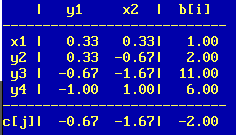 | y1 x2 | b[i]
x1 | 0.33 0.33| 1.00
y2 | 0.33 -0.67| 2.00
y3 | -0.67 -1.67| 11.00
y4 | -1.00 1.00| 6.00
c[j]| -0.67 -1.67| -2.00